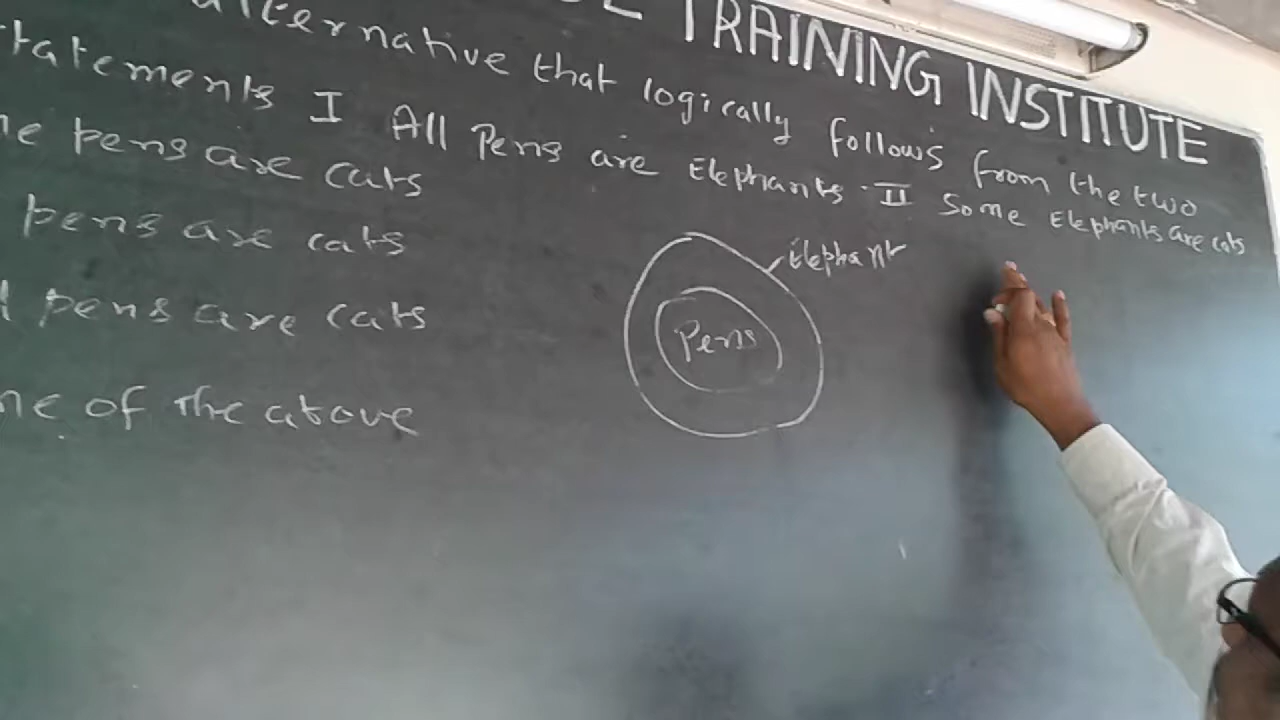 TRAINING INSTITUTE
alternative that logically follows from the two
statements I All Pens are Elephants . II Some Elephants are cats
pens are cats
pens are cats
pens are cats
of the above
Elephant
Pens